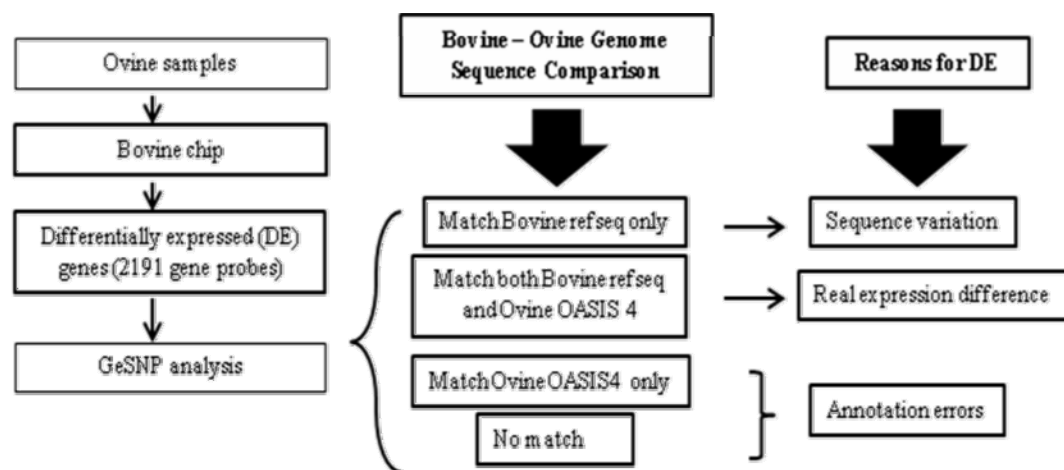 Ovine samples
Bovine chip
Differentially expressed (DE)
genes (2191 gene probes)
GeSNP analysis
Bovine – Ovine Genome
Sequence Comparison
Match Bovine refseq only
Match both Bovine refseq
and Ovine OASIS 4
Match Ovine OASIS4 only
No match
Reasons for DE
Sequence variation
Real expression difference
Annotation errors